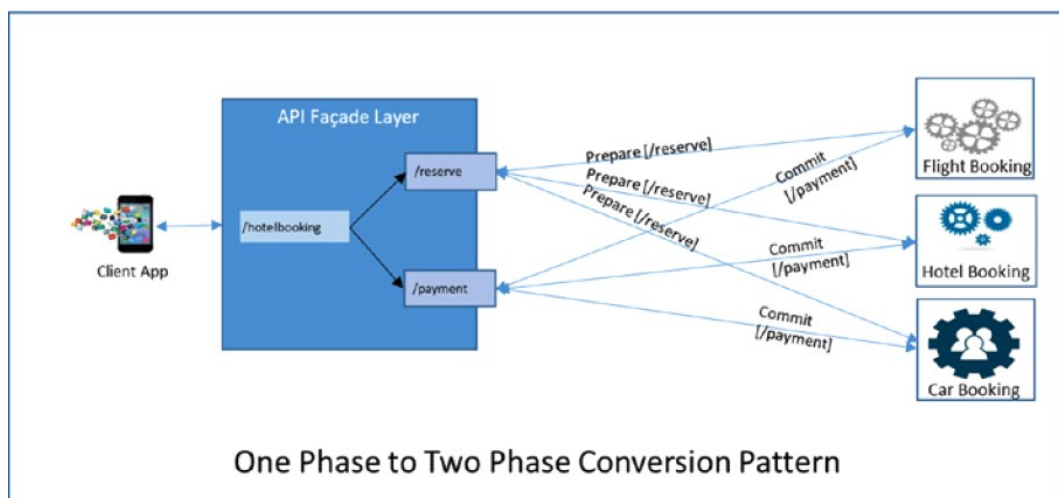 API Façade Layer
/reserve
/hotelbooking
/payment
Client App
Prepare [/reserve]
Prepare [/reserve]
Prepare [/reserve]
Commit
[/payment]
Commit
[/payment]
Commit
[/payment]
Flight Booking
Hotel Booking
Car Booking
One Phase to Two Phase Conversion Pattern